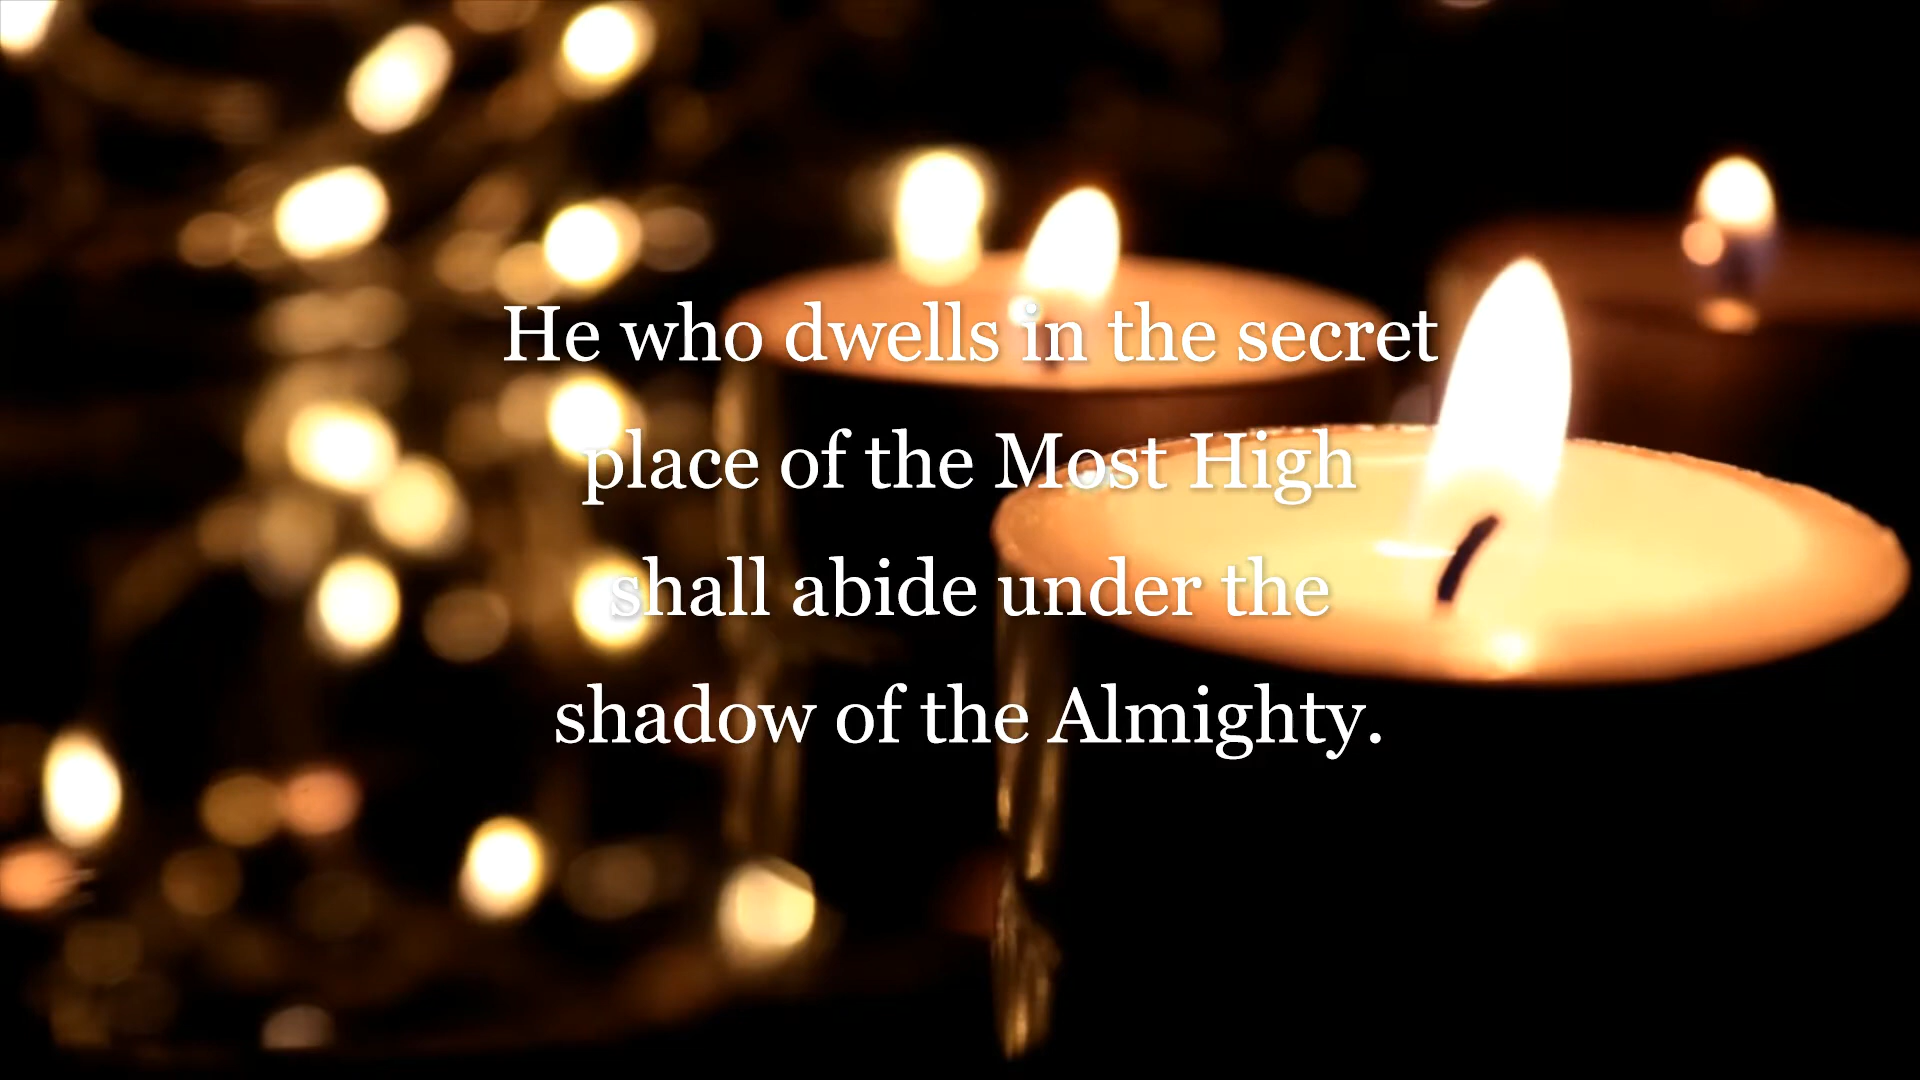 He who dwells in the secret
place of the Most High
shall abide under the
shadow of the Almighty.